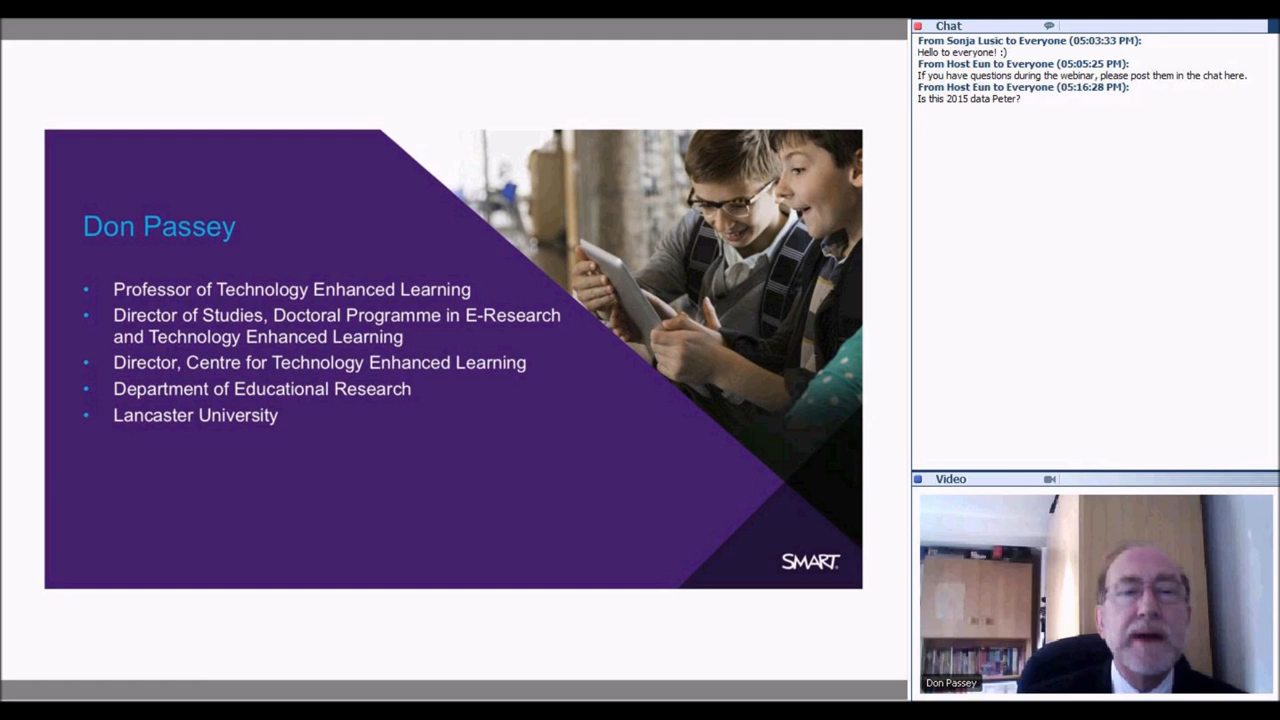 Don Passey
• Professor of Technology Enhanced Learning
• Director of Studies, Doctoral Programme in E-Research
and Technology Enhanced Learning
• Director, Centre for Technology Enhanced Learning
• Department of Educational Research
• Lancaster University
SMART
Chat
From Sonja Lusic to Everyone (05:03:33 PM):
Hello to everyone! :)
From Host Eun to Everyone (05:05:25 PM):
If you have questions during the webinar, please post them in the chat here.
From Host Eun to Everyone (05:16:28 PM):
Is this 2015 data Peter?
Video
Don Passey